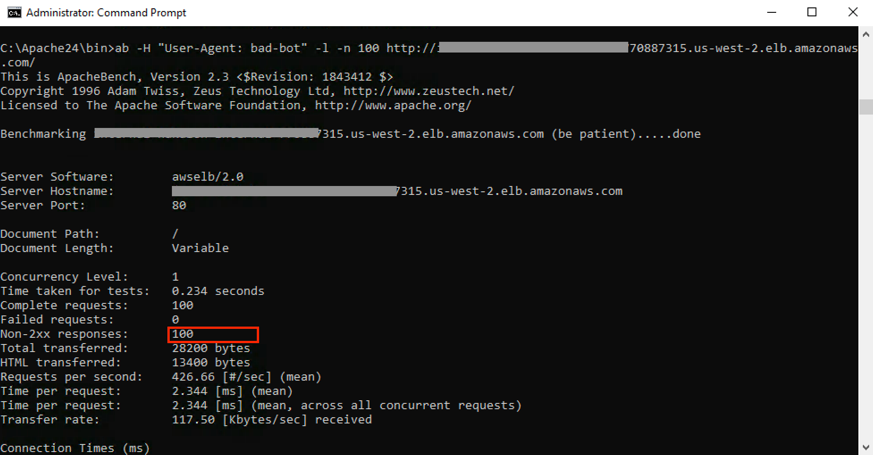 Administrator: Command Prompt
C:\Apache24\bin>ab -H "User-Agent: bad-bot" -l -n 100 http://70887315.us-west-2.elb.amazonaws
.com/
This is ApacheBench, Version 2.3 <$Revision: 1843412 $>
Copyright 1996 Adam Twiss, Zeus Technology Ltd, http://www.zeustech.net/
Licensed to The Apache Software Foundation, http://www.apache.org/
Benchmarking 7315.us-west-2.elb.amazonaws.com (be patient).....done
Server Software: awselb/2.0
Server Hostname: 7315.us-west-2.elb.amazonaws.com
Server Port: 80
Document Path: /
Document Length: Variable
Concurrency Level: 1
Time taken for tests: 0.234 seconds
Complete requests: 100
Failed requests: 0
Non-2xx responses: 100
Total transferred: 28200 bytes
HTML transferred: 13400 bytes
Requests per second: 426.66 [#/sec] (mean)
Time per request: 2.344 [ms] (mean)
Time per request: 2.344 [ms] (mean, across all concurrent requests)
Transfer rate: 117.50 [Kbytes/sec] received
Connection Times (ms)